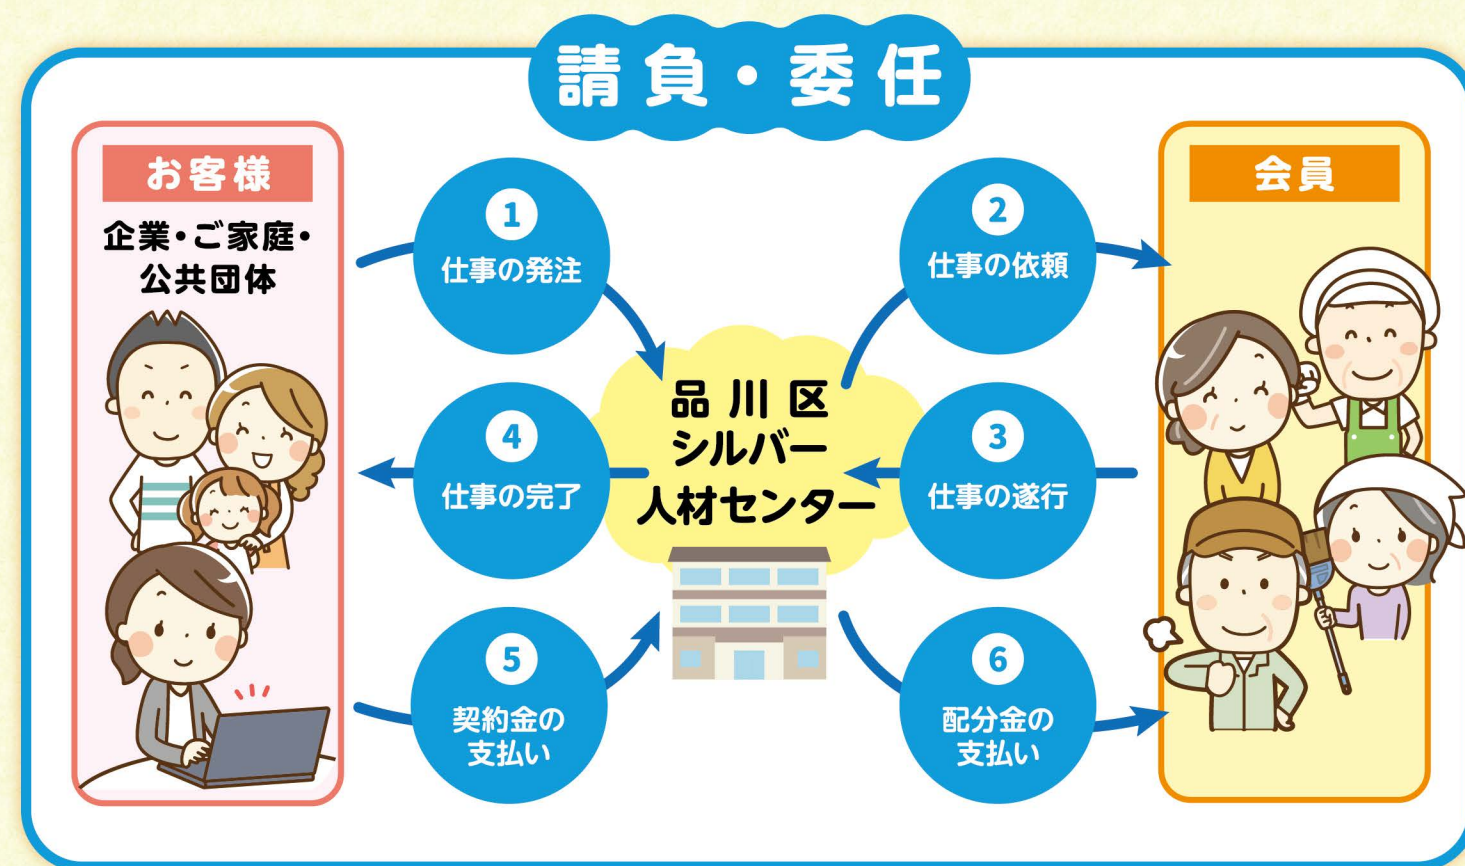 請負・委任
お客様
企業・ご家庭・
公共団体
1
仕事の発注
2
仕事の依頼
会員
品川区
シルバー
人材センター
3
仕事の遂行
4
仕事の完了
5
契約金の
支払い
6
配分金の
支払い